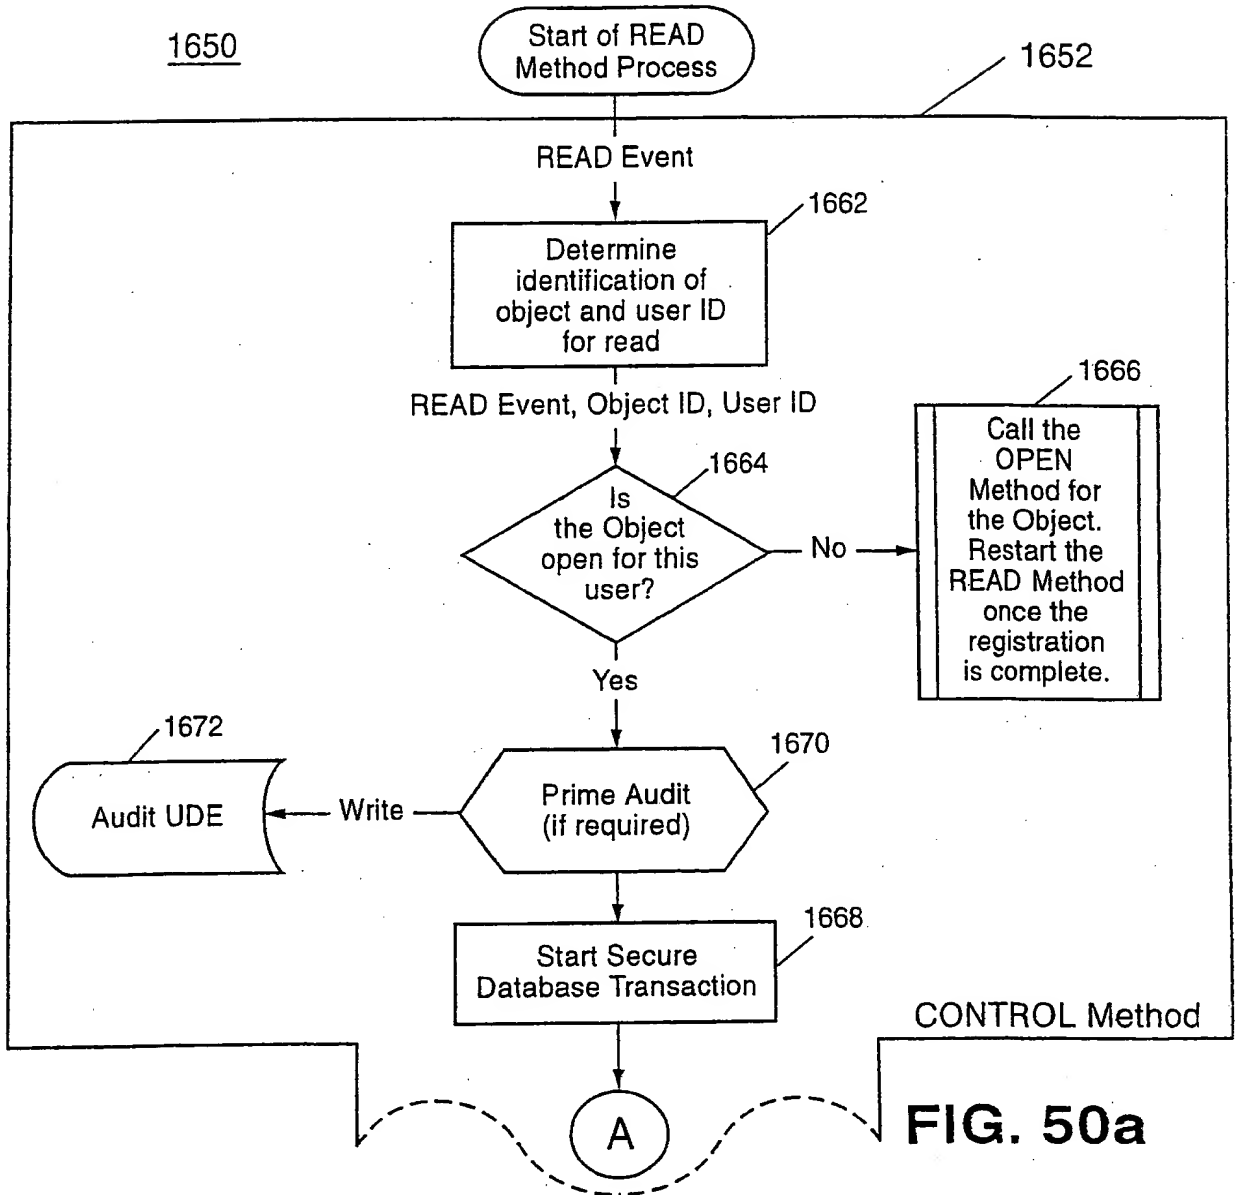 1650
Start of READ
Method Process
1652
READ Event
1662
Determine
identification of
object and user ID
for read
READ Event, Object ID, User ID
1666
Call the
OPEN
Method for
the Object.
Restart the
READ Method
once the
registration
is complete.
1664
Is
the Object
open for this
user?
No
Yes
1672
Audit UDE
Write
1670
Prime Audit
(if required)
1668
Start Secure
Database Transaction
CONTROL Method
A
FIG. 50a